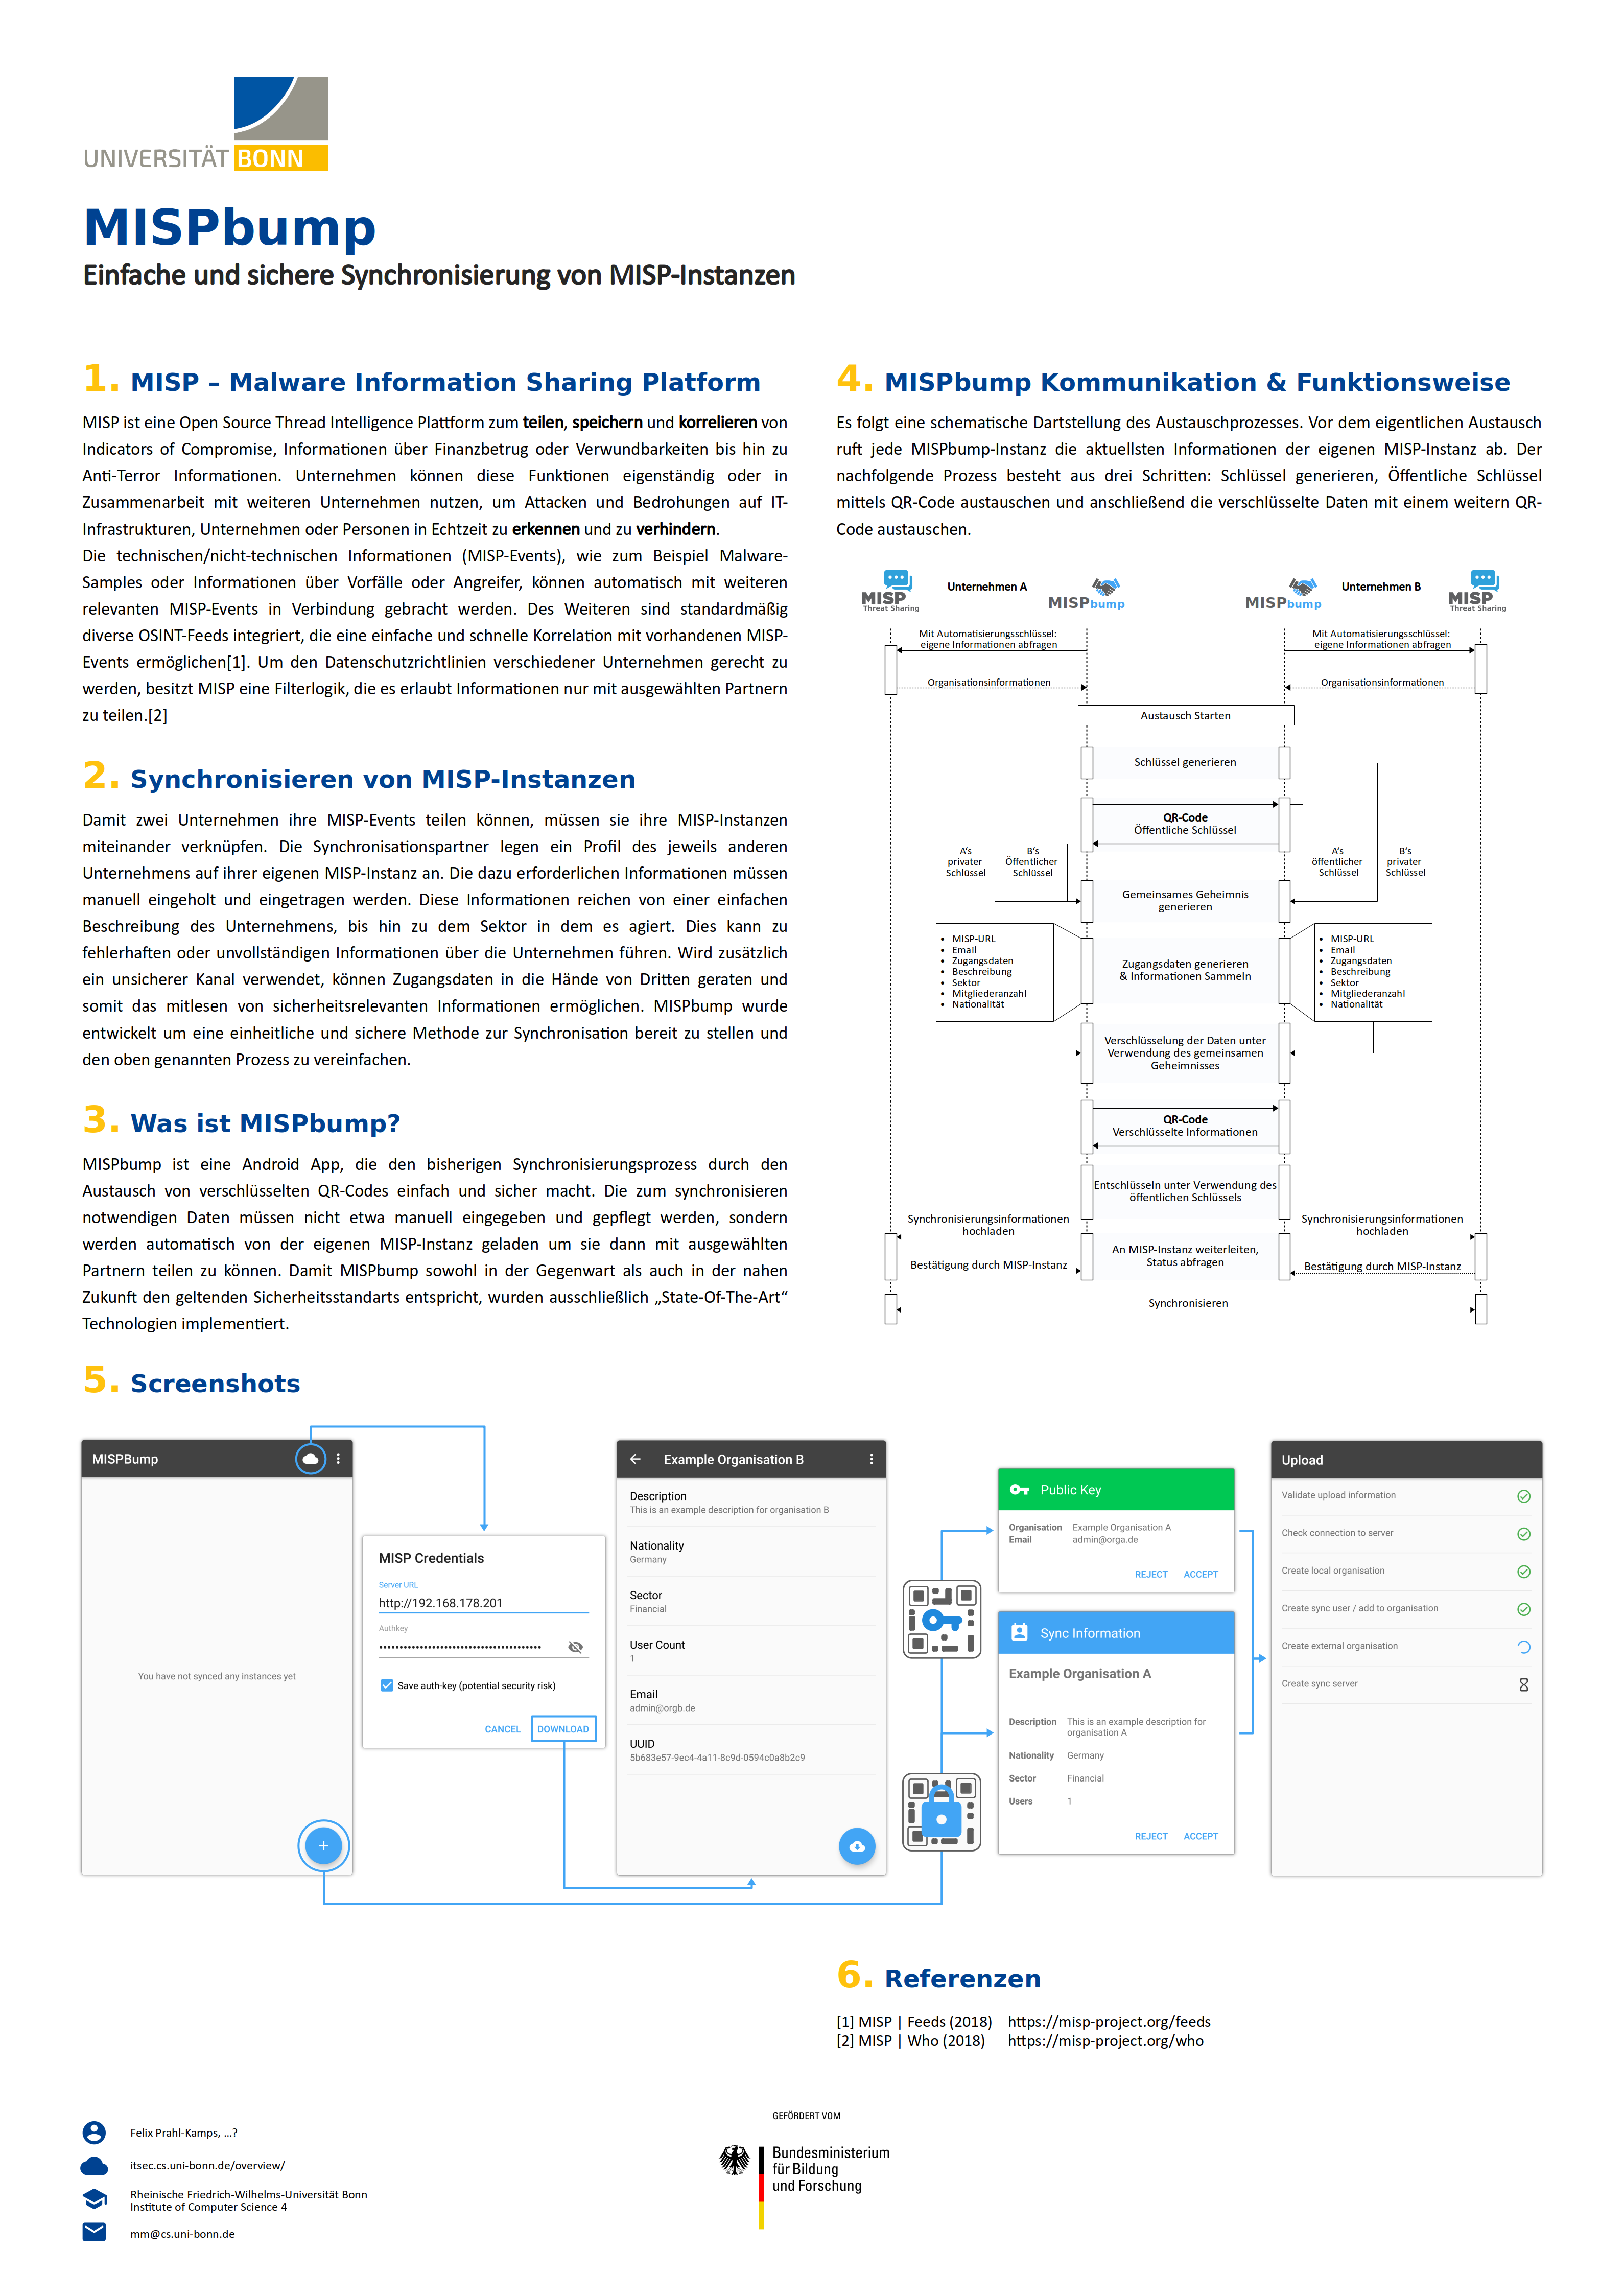 UNIVERSITÄT BONN
MISPbump
Einfache und sichere Synchronisierung von MISP-Instanzen
1. MISP – Malware Information Sharing Platform
MISP ist eine Open Source Thread Intelligence Plattform zum teilen, speichern und korrelieren von
Indicators of Compromise, Informationen über Finanzbetrug oder Verwundbarkeiten bis hin zu
Anti-Terror Informationen. Unternehmen können diese Funktionen eigenständig oder in
Zusammenarbeit mit weiteren Unternehmen nutzen, um Attacken und Bedrohungen auf IT-
Infrastrukturen, Unternehmen oder Personen in Echtzeit zu erkennen und zu verhindern.
Die technischen/nicht-technischen Informationen (MISP-Events), wie zum Beispiel Malware-
Samples oder Informationen über Vorfälle oder Angreifer, können automatisch mit weiteren
relevanten MISP-Events in Verbindung gebracht werden. Des Weiteren sind standardmäßig
diverse OSINT-Feeds integriert, die eine einfache und schnelle Korrelation mit vorhandenen MISP-
Events ermöglichen[1]. Um den Datenschutzrichtlinien verschiedener Unternehmen gerecht zu
werden, besitzt MISP eine Filterlogik, die es erlaubt Informationen nur mit ausgewählten Partnern
zu teilen.[2]
2. Synchronisieren von MISP-Instanzen
Damit zwei Unternehmen ihre MISP-Events teilen können, müssen sie ihre MISP-Instanzen
miteinander verknüpfen. Die Synchronisationspartner legen ein Profil des jeweils anderen
Unternehmens auf ihrer eigenen MISP-Instanz an. Die dazu erforderlichen Informationen müssen
manuell eingeholt und eingetragen werden. Diese Informationen reichen von einer einfachen
Beschreibung des Unternehmens, bis hin zu dem Sektor in dem es agiert. Dies kann zu
fehlerhaften oder unvollständigen Informationen über die Unternehmen führen. Wird zusätzlich
ein unsicherer Kanal verwendet, können Zugangsdaten in die Hände von Dritten geraten und
somit das mitlesen von sicherheitsrelevanten Informationen ermöglichen. MISPbump wurde
entwickelt um eine einheitliche und sichere Methode zur Synchronisation bereit zu stellen und
den oben genannten Prozess zu vereinfachen.
3. Was ist MISPbump?
MISPbump ist eine Android App, die den bisherigen Synchronisierungsprozess durch den
Austausch von verschlüsselten QR-Codes einfach und sicher macht. Die zum synchronisieren
notwendigen Daten müssen nicht etwa manuell eingegeben und gepflegt werden, sondern
werden automatisch von der eigenen MISP-Instanz geladen um sie dann mit ausgewählten
Partnern teilen zu können. Damit MISPbump sowohl in der Gegenwart als auch in der nahen
Zukunft den geltenden Sicherheitsstandarts entspricht, wurden ausschließlich „State-Of-The-Art“
Technologien implementiert.
4. MISPbump Kommunikation & Funktionsweise
Es folgt eine schematische Dartstellung des Austauschprozesses. Vor dem eigentlichen Austausch
ruft jede MISPbump-Instanz die aktuellsten Informationen der eigenen MISP-Instanz ab. Der
nachfolgende Prozess besteht aus drei Schritten: Schlüssel generieren, Öffentliche Schlüssel
mittels QR-Code austauschen und anschließend die verschlüsselte Daten mit einem weitern QR-
Code austauschen.
MISP
Threat Sharing
Unternehmen A
MISPbump
MISPbump
Unternehmen B
MISP
Threat Sharing
Mit Automatisierungsschlüssel:
eigene Informationen abfragen
Mit Automatisierungsschlüssel:
eigene Informationen abfragen
Organisationsinformationen
Organisationsinformationen
Austausch Starten
Schlüssel generieren
QR-Code
Öffentliche Schlüssel
A's
privater
Schlüssel
B's
Öffentlicher
Schlüssel
A's
öffentlicher
Schlüssel
B's
privater
Schlüssel
Gemeinsames Geheimnis
generieren
• MISP-URL
• Email
• Zugangsdaten
• Beschreibung
• Sektor
• Mitgliederanzahl
• Nationalität
Zugangsdaten generieren
& Informationen Sammeln
• MISP-URL
• Email
• Zugangsdaten
• Beschreibung
• Sektor
• Mitgliederanzahl
• Nationalität
Verschlüsselung der Daten unter
Verwendung des gemeinsamen
Geheimnisses
QR-Code
Verschlüsselte Informationen
Entschlüsseln unter Verwendung des
öffentlichen Schlüssels
Synchronisierungsinformationen
hochladen
Synchronisierungsinformationen
hochladen
An MISP-Instanz weiterleiten,
Status abfragen
Bestätigung durch MISP-Instanz
Bestätigung durch MISP-Instanz
Synchronisieren
5. Screenshots
MISPBump
You have not synced any instances yet
+
MISP Credentials
Server URL
http://192.168.178.201
Authkey
Save auth-key (potential security risk)
CANCEL DOWNLOAD
Example Organisation B
Description
This is an example description for organisation B
Nationality
Germany
Sector
Financial
User Count
1
Email
admin@orgb.de
UUID
5b683e57-9ec4-4a11-8c9d-0594c0a8b2c9
Public Key
Organisation Example Organisation A
Email admin@orga.de
REJECT ACCEPT
Sync Information
Example Organisation A
Description This is an example description for
organisation A
Nationality Germany
Sector Financial
Users 1
REJECT ACCEPT
Upload
Validate upload information
Check connection to server
Create local organisation
Create sync user / add to organisation
Create external organisation
Create sync server
6. Referenzen
[1] MISP | Feeds (2018) https://misp-project.org/feeds
[2] MISP | Who (2018) https://misp-project.org/who
Felix Prahl-Kamps, ...?
itsec.cs.uni-bonn.de/overview/
Rheinische Friedrich-Wilhelms-Universität Bonn
Institute of Computer Science 4
mm@cs.uni-bonn.de
GEFÖRDERT VOM
Bundesministerium
für Bildung
und Forschung